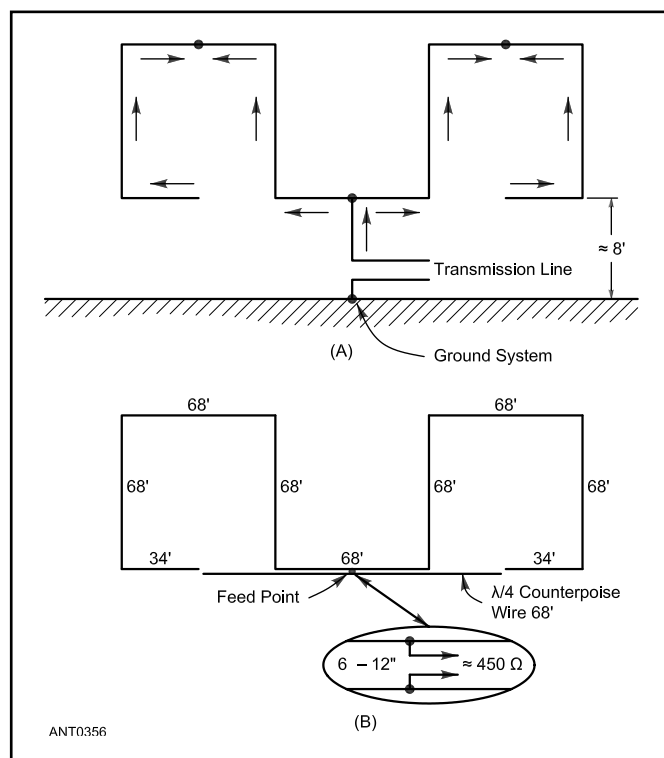 ≈ 8'
Transmission Line
(A)
Ground System
68'
68'
68'
68'
68'
68'
34'
68'
34'
Feed Point
λ/4 Counterpoise
Wire 68'
6 – 12" ≈ 450 Ω
(B)
ANT0356